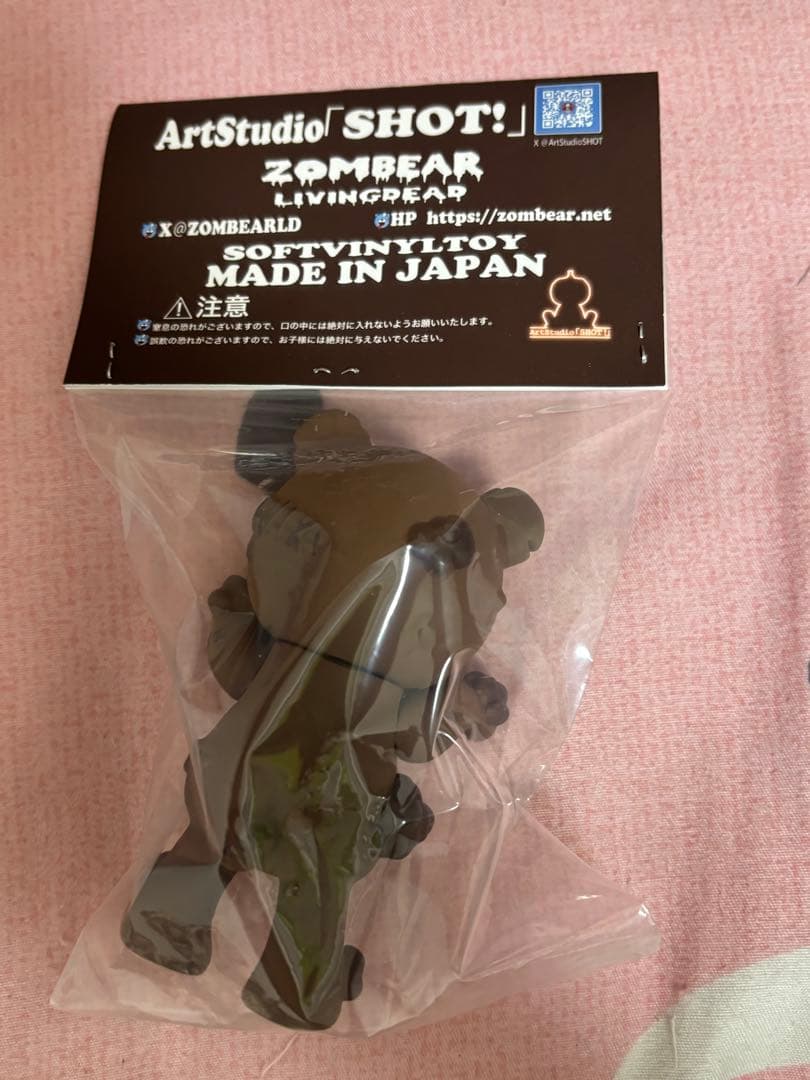 ArtStudio「SHOT!」
X @ArtStudioSHOT
ZOMBEAR
LIVINGDEAD
X@ZOMBEARLD
HP https://zombear.net
SOFTVINYLTOY
MADE IN JAPAN
注意
窒息の恐れがございますので、口の中には絶対に入れないようお願いいたします。
誤飲の恐れがございますので、お子様には絶対に与えないでください。
ArtStudio「SHOT!」